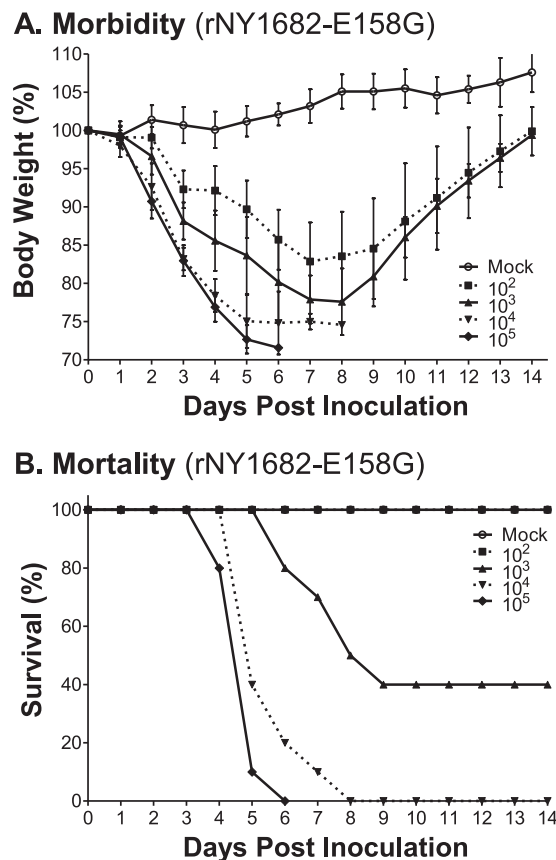 A. Morbidity (rNY1682-E158G)
110
105
100
95
90
85
80
75
70
Body Weight (%)
Mock
10²
10³
10⁴
10⁵
0 1 2 3 4 5 6 7 8 9 10 11 12 13 14
Days Post Inoculation
B. Mortality (rNY1682-E158G)
100
80
60
40
20
0
Survival (%)
Mock
10²
10³
10⁴
10⁵
0 1 2 3 4 5 6 7 8 9 10 11 12 13 14
Days Post Inoculation